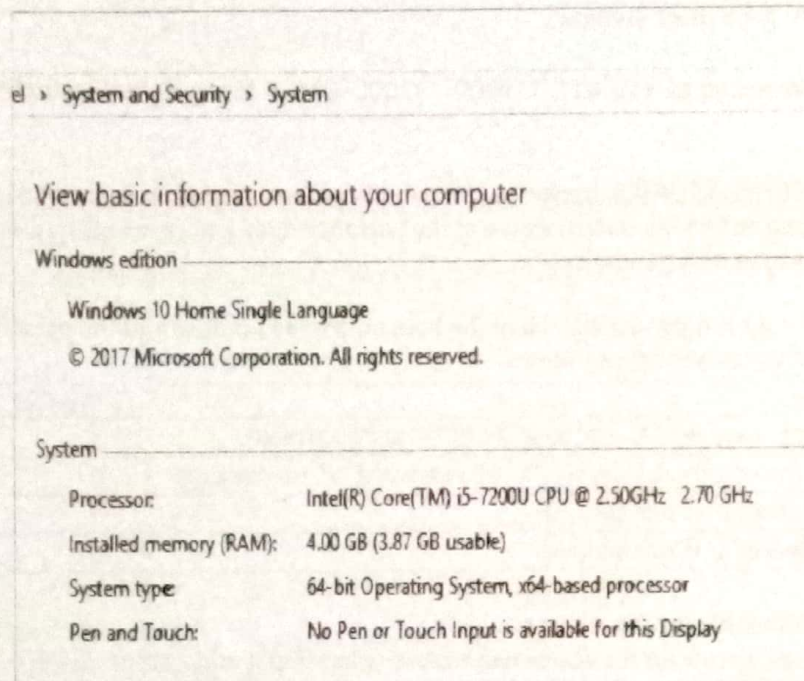 el › System and Security › System
View basic information about your computer
Windows edition
Windows 10 Home Single Language
© 2017 Microsoft Corporation. All rights reserved.
System
Processor: Intel(R) Core(TM) i5-7200U CPU @ 2.50GHz 2.70 GHz
Installed memory (RAM): 4.00 GB (3.87 GB usable)
System type: 64-bit Operating System, x64-based processor
Pen and Touch: No Pen or Touch Input is available for this Display